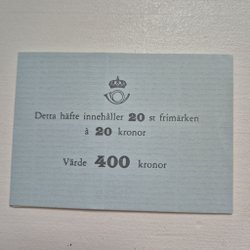 Detta häfte innehåller 20 st frimärken
à 20 kronor
Värde 400 kronor